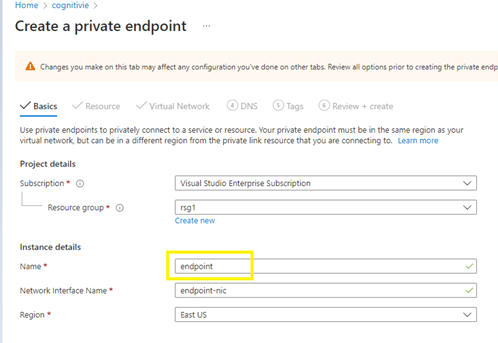 Home > cognitivie >
Create a private endpoint ...
Changes you make on this tab may affect any configuration you've done on other tabs. Review all options prior to creating the private endp
Basics Resource Virtual Network 4 DNS 5 Tags 6 Review + create
Use private endpoints to privately connect to a service or resource. Your private endpoint must be in the same region as your
virtual network, but can be in a different region from the private link resource that you are connecting to. Learn more
Project details
Subscription * Visual Studio Enterprise Subscription
Resource group * rsg1
Create new
Instance details
Name * endpoint
Network Interface Name * endpoint-nic
Region * East US